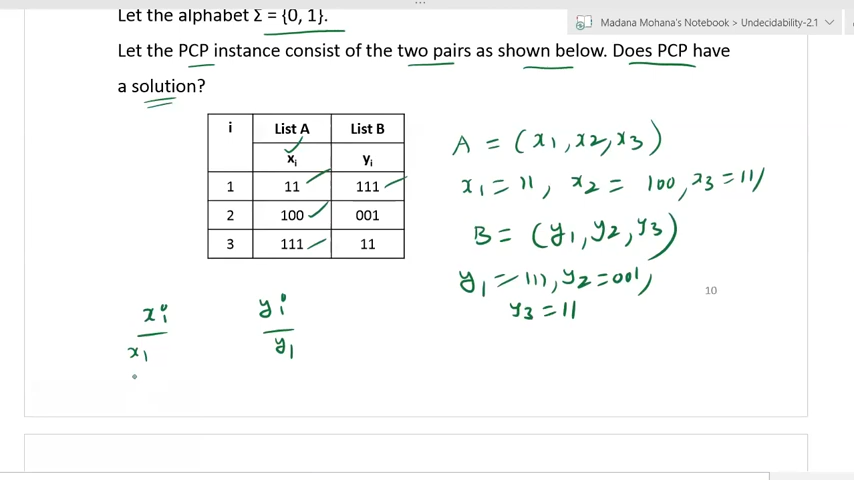 Let the alphabet Σ = {0, 1}.
Madana Mohana's Notebook > Undecidability-2.1
Let the PCP instance consist of the two pairs as shown below. Does PCP have
a solution?
i List A List B
xi yi
1 11 111
2 100 001
3 111 11
A = (x1, x2, x3)
x1 = 11, x2 = 100, x3 = 111
B = (y1, y2, y3)
y1 = 111, y2 = 001,
y3 = 11
10
xi yi
x1 y1